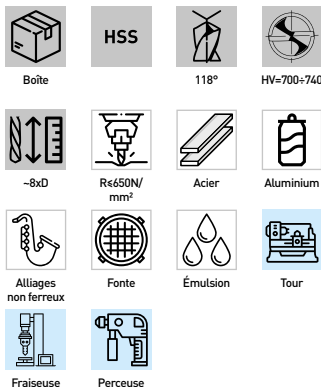 HSS
Boîte
118°
HV=700÷740
~8xD
R≤650N/
mm²
Acier
Aluminium
Alliages
non ferreux
Fonte
Émulsion
Tour
Fraiseuse
Perceuse